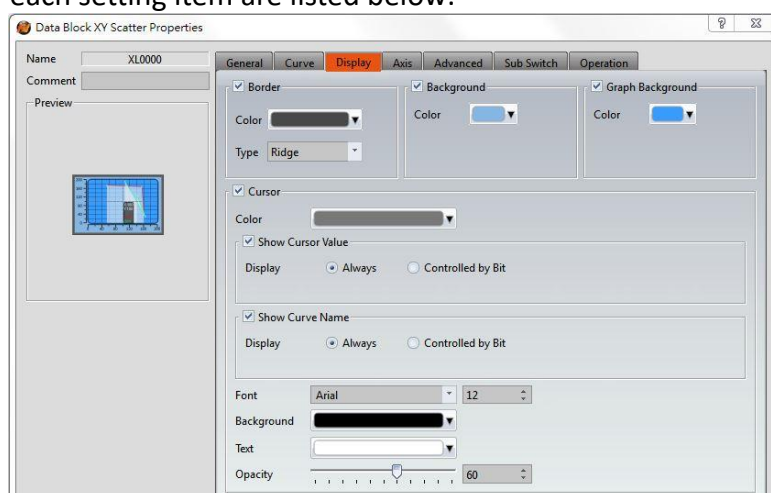 each setting item are listed below:
Data Block XY Scatter Properties
Name XL0000
Comment
Preview
General Curve Display Axis Advanced Sub Switch Operation
Border
Color
Type Ridge
Background
Color
Graph Background
Color
Cursor
Color
Show Cursor Value
Display Always Controlled by Bit
Show Curve Name
Display Always Controlled by Bit
Font Arial 12
Background
Text
Opacity 60